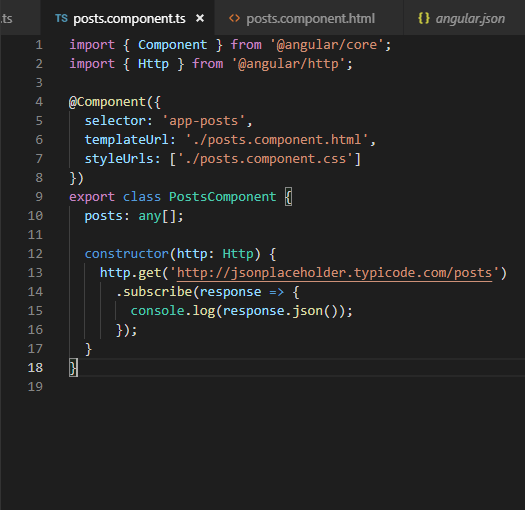 .ts TS posts.component.ts × <> posts.component.html {} angular.json
1 import { Component } from '@angular/core';
2 import { Http } from '@angular/http';
3
4 @Component({
5   selector: 'app-posts',
6   templateUrl: './posts.component.html',
7   styleUrls: ['./posts.component.css']
8 })
9 export class PostsComponent {
10   posts: any[];
11
12   constructor(http: Http) {
13     http.get('http://jsonplaceholder.typicode.com/posts')
14       .subscribe(response => {
15         console.log(response.json());
16       });
17   }
18 }
19